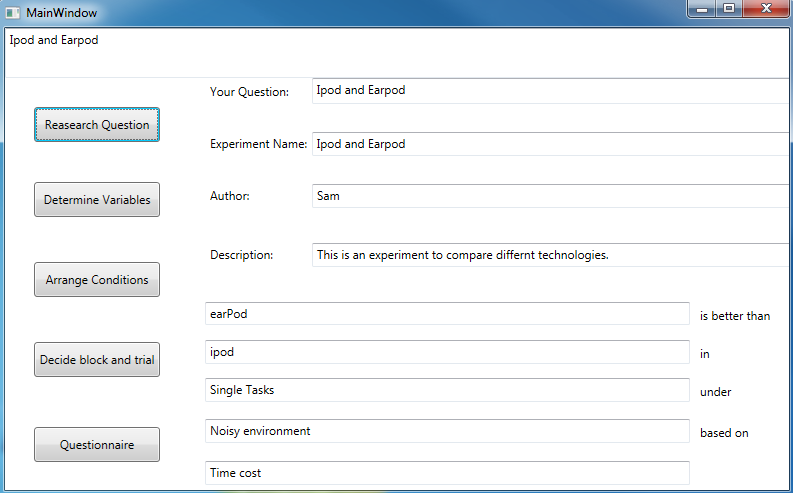 MainWindow
Ipod and Earpod
Your Question: Ipod and Earpod
Reasearch Question
Experiment Name: Ipod and Earpod
Determine Variables
Author: Sam
Description: This is an experiment to compare differnt technologies.
Arrange Conditions
earPod is better than
Decide block and trial
ipod in
Single Tasks under
Noisy environment based on
Questionnaire
Time cost